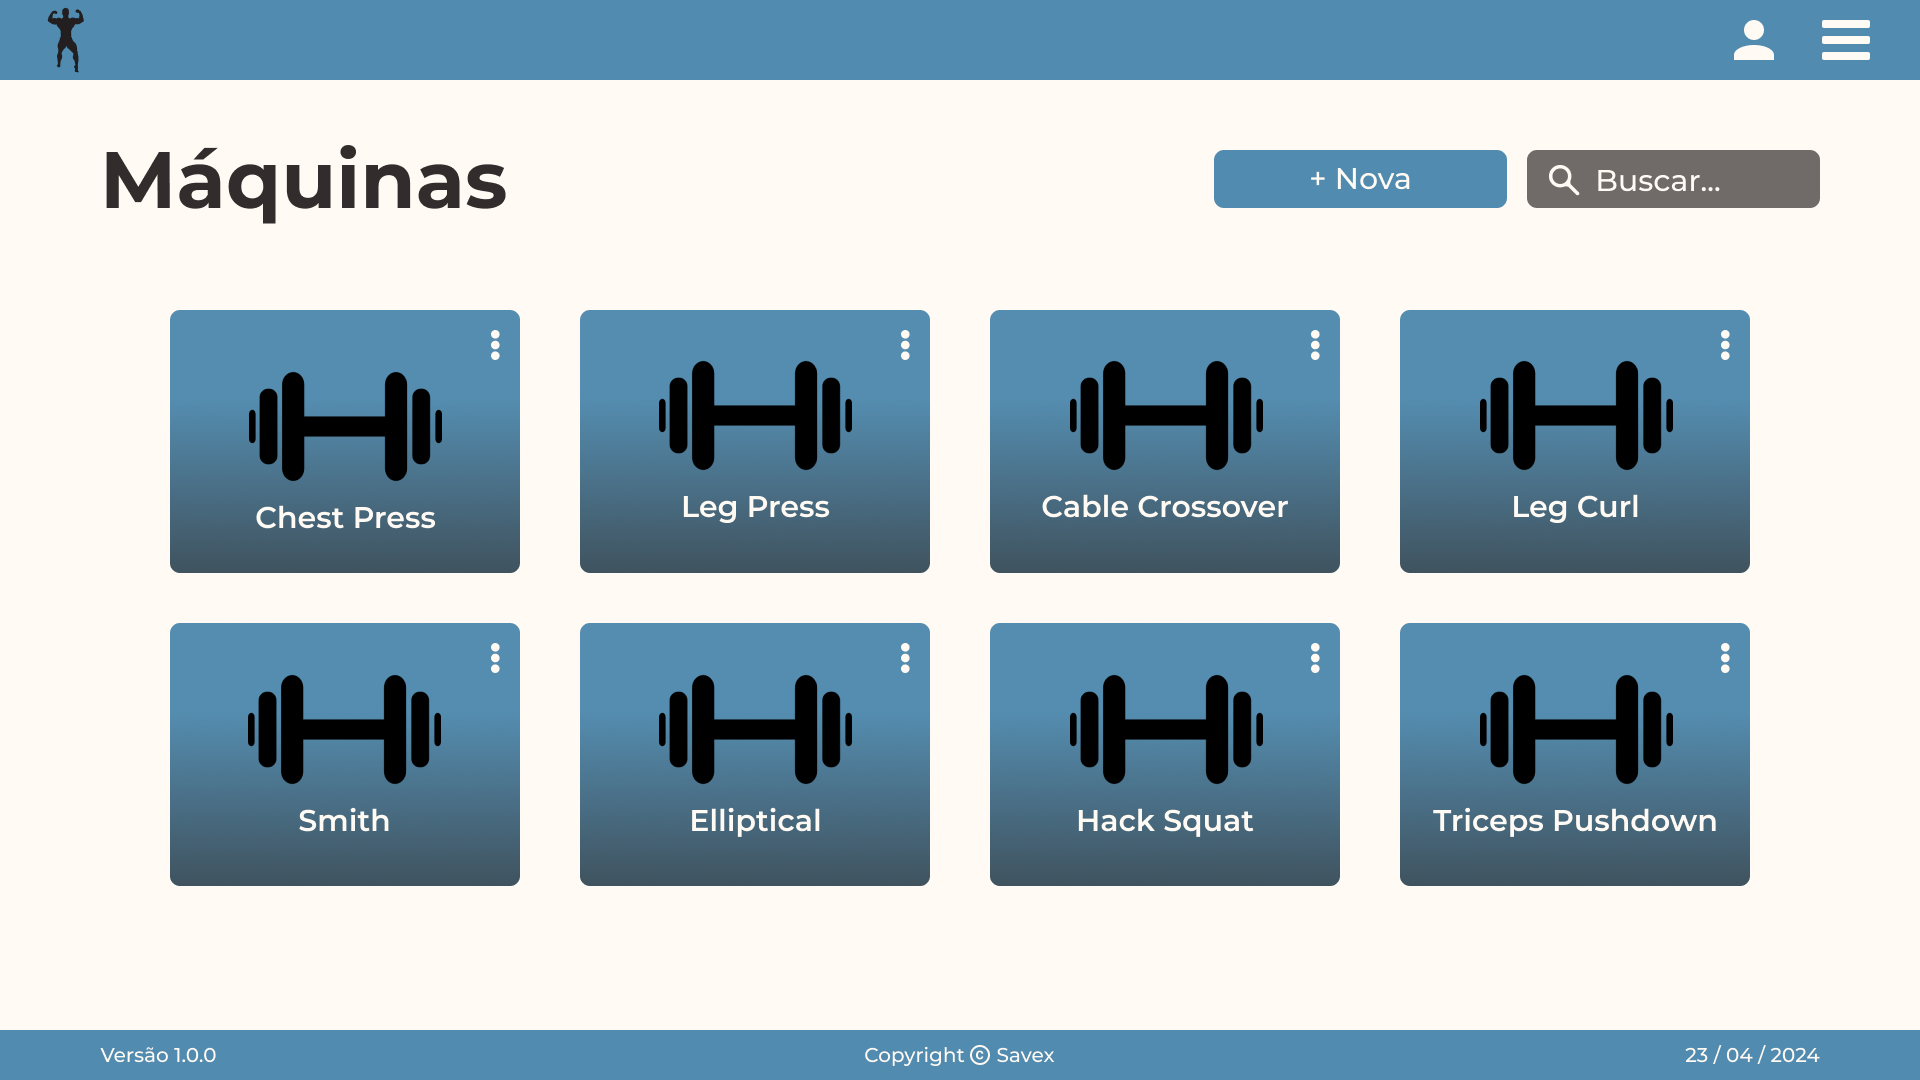 Máquinas
+ Nova
Buscar...
Chest Press
Leg Press
Cable Crossover
Leg Curl
Smith
Elliptical
Hack Squat
Triceps Pushdown
Versão 1.0.0
Copyright © Savex
23 / 04 / 2024